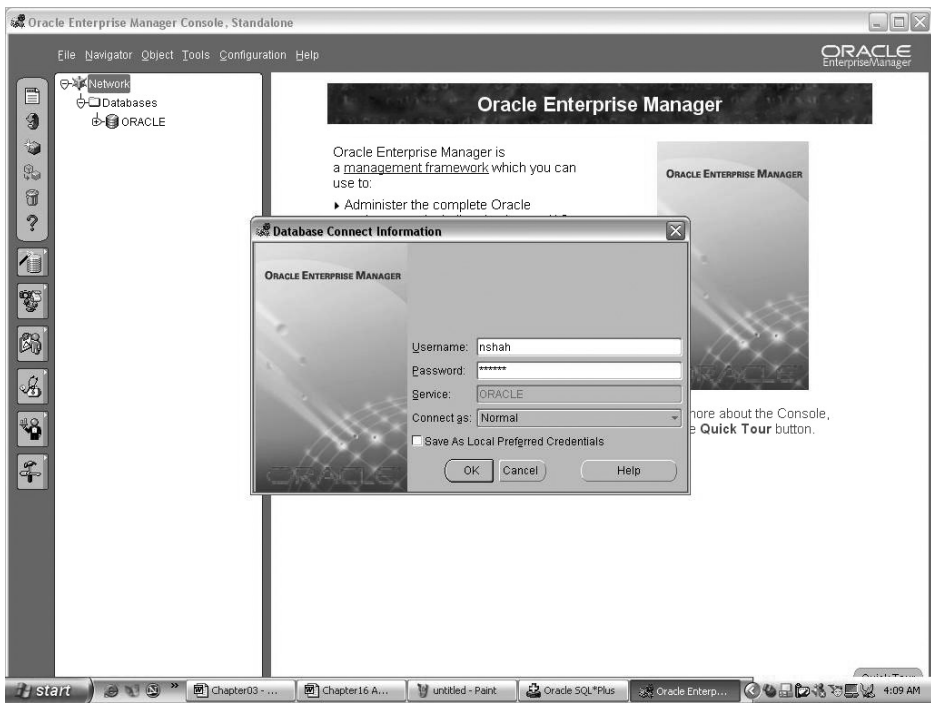 Oracle Enterprise Manager Console, Standalone
File Navigator Object Tools Configuration Help
ORACLE
EnterpriseManager
Network
Databases
ORACLE
Oracle Enterprise Manager
Oracle Enterprise Manager is
a management framework which you can
use to:
Administer the complete Oracle
ORACLE ENTERPRISE MANAGER
ORACLE
Database Connect Information
ORACLE ENTERPRISE MANAGER
Username: nshah
Password: ******
Service: ORACLE
Connect as: Normal
Save As Local Preferred Credentials
OK Cancel Help
ORACLE
more about the Console,
Quick Tour button.
start
Chapter03 - ...
Chapter16 A...
untitled - Paint
Oracle SQL*Plus
Oracle Enterp...
4:09 AM